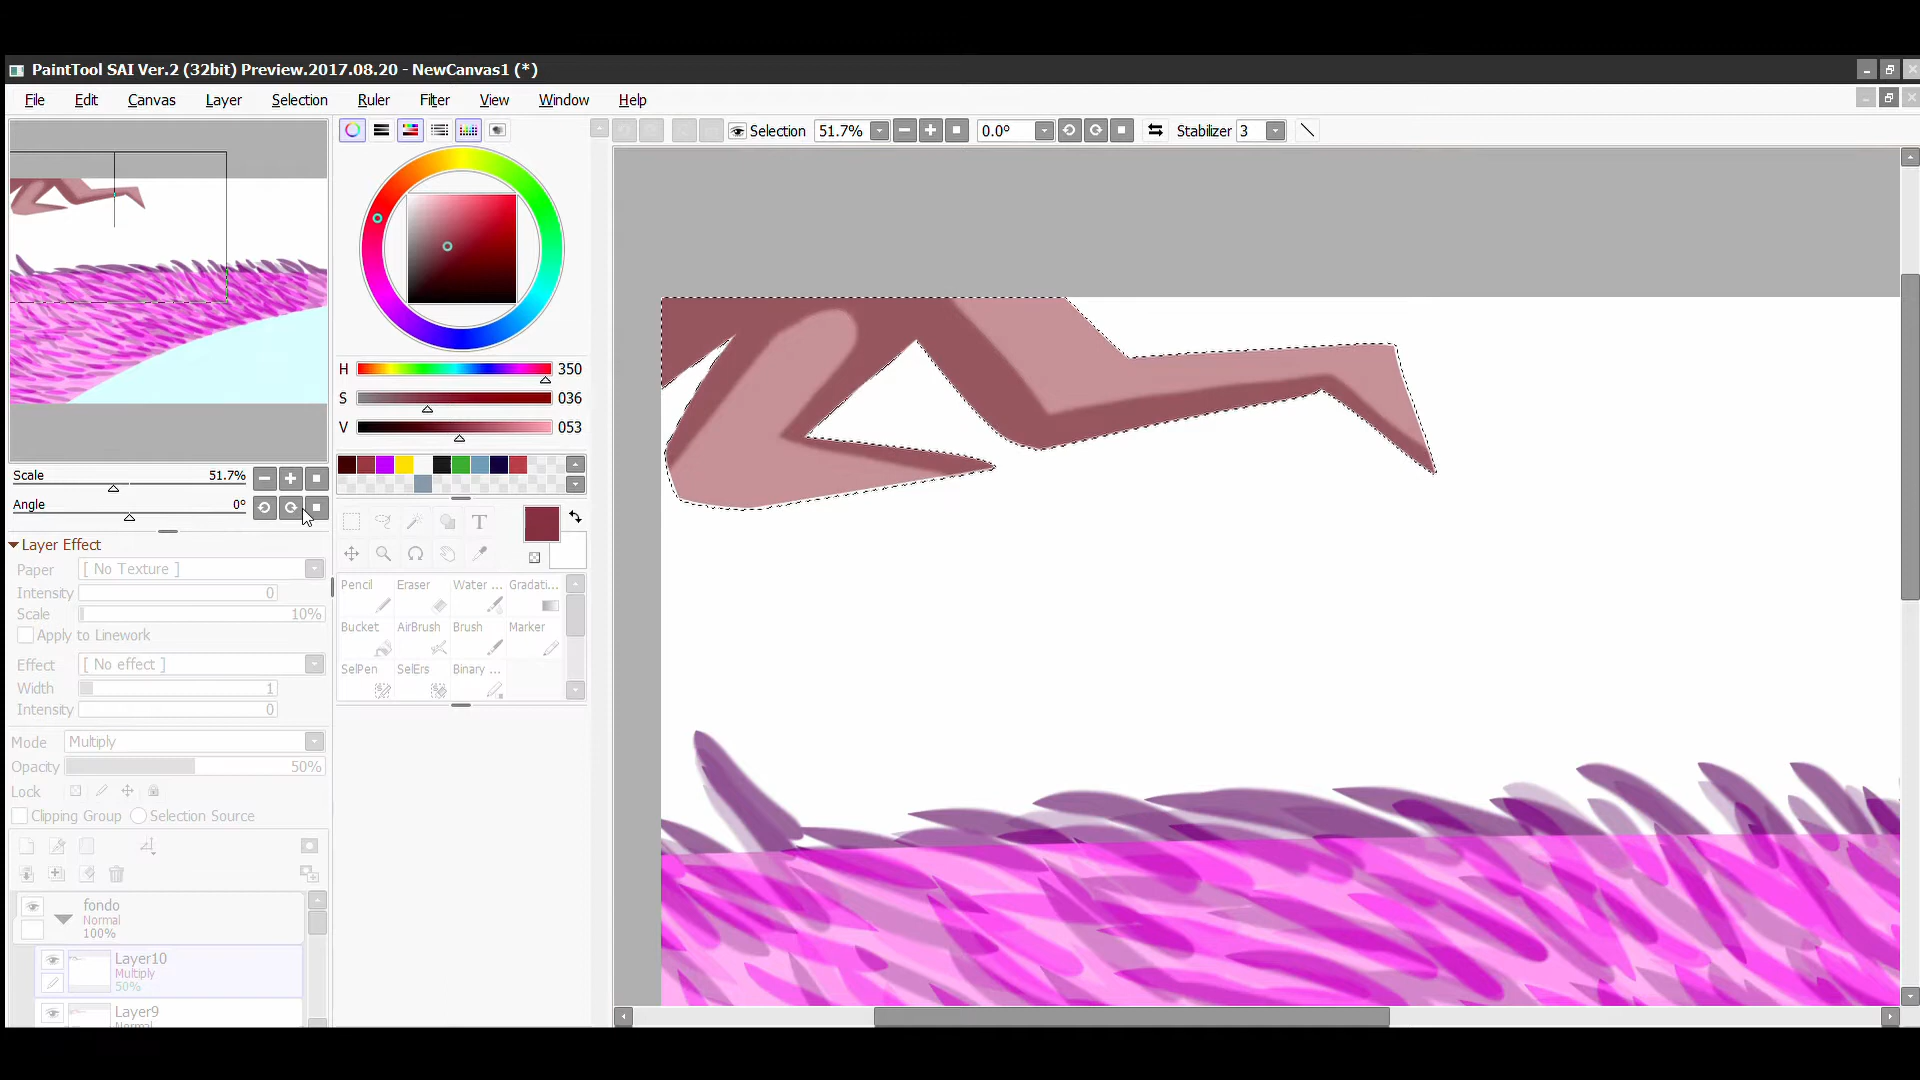 PaintTool SAI Ver.2 (32bit) Preview.2017.08.20 - NewCanvas1 (*)
File Edit Canvas Layer Selection Ruler Filter View Window Help
Selection 51.7% 0.0º Stabilizer 3
H 350
S 036
V 053
Scale 51.7%
Angle 0º
T
Layer Effect
Paper [ No Texture ]
Intensity 0
Scale 10%
Apply to Linework
Effect [ No effect ]
Width 1
Intensity 0
Mode Multiply
Opacity 50%
Lock
Clipping Group Selection Source
Pencil Eraser Water ... Gradati...
Bucket AirBrush Brush Marker
SelPen SelErs Binary ...
fondo
Normal
100%
Layer10
Multiply
50%
Layer9
Normal